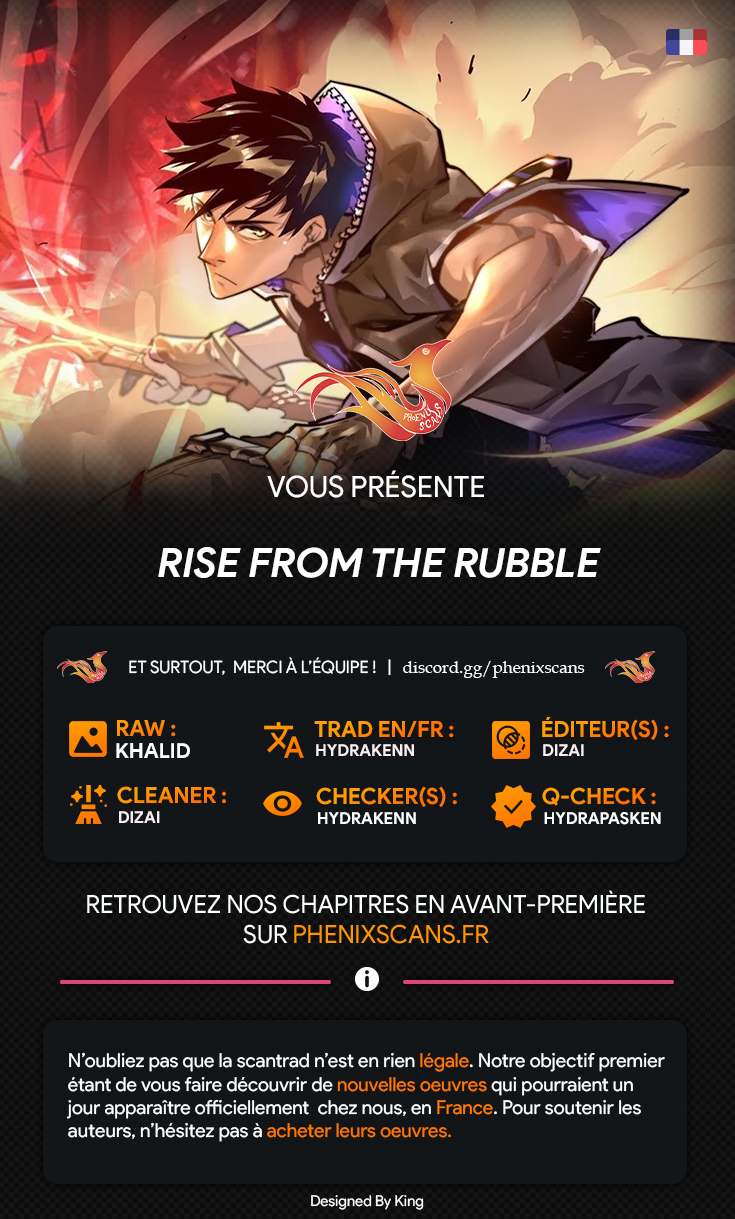 PHOENIX
SCANS
VOUS PRÉSENTE
RISE FROM THE RUBBLE
ET SURTOUT, MERCI À L'ÉQUIPE ! | discord.gg/phenixscans
RAW :
KHALID
TRAD EN/FR :
HYDRAKENN
ÉDITEUR(S) :
DIZAI
CLEANER :
DIZAI
CHECKER(S) :
HYDRAKENN
Q-CHECK :
HYDRAPASKEN
RETROUVEZ NOS CHAPITRES EN AVANT-PREMIÈRE
SUR PHENIXSCANS.FR
N'oubliez pas que la scantrad n'est en rien légale. Notre objectif premier
étant de vous faire découvrir de nouvelles oeuvres qui pourraient un
jour apparaître officiellement chez nous, en France. Pour soutenir les
auteurs, n'hésitez pas à acheter leurs oeuvres.
Designed By King